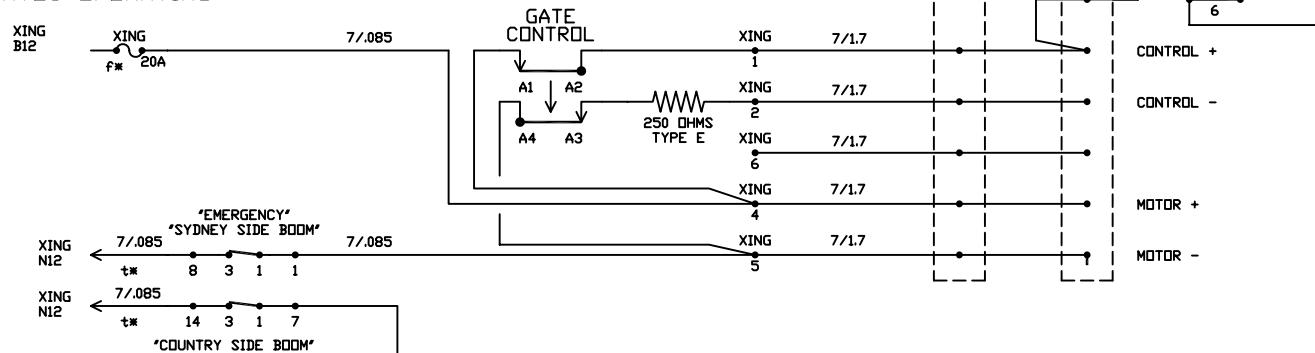 6
GATE
CONTROL
XING
B12
XING
f*
20A
7/.085
XING
1
7/1.7
CONTROL +
A1
A2
XING
2
7/1.7
CONTROL -
A4
A3
250 OHMS
TYPE E
7/1.7
6
XING
4
7/1.7
MOTOR +
"EMERGENCY"
"SYDNEY SIDE BOOM"
XING
N12
7/.085
t*
8
3
1
1
7/.085
XING
5
7/1.7
MOTOR -
XING
N12
7/.085
t*
14
3
1
7
"COUNTRY SIDE BOOM"
XING